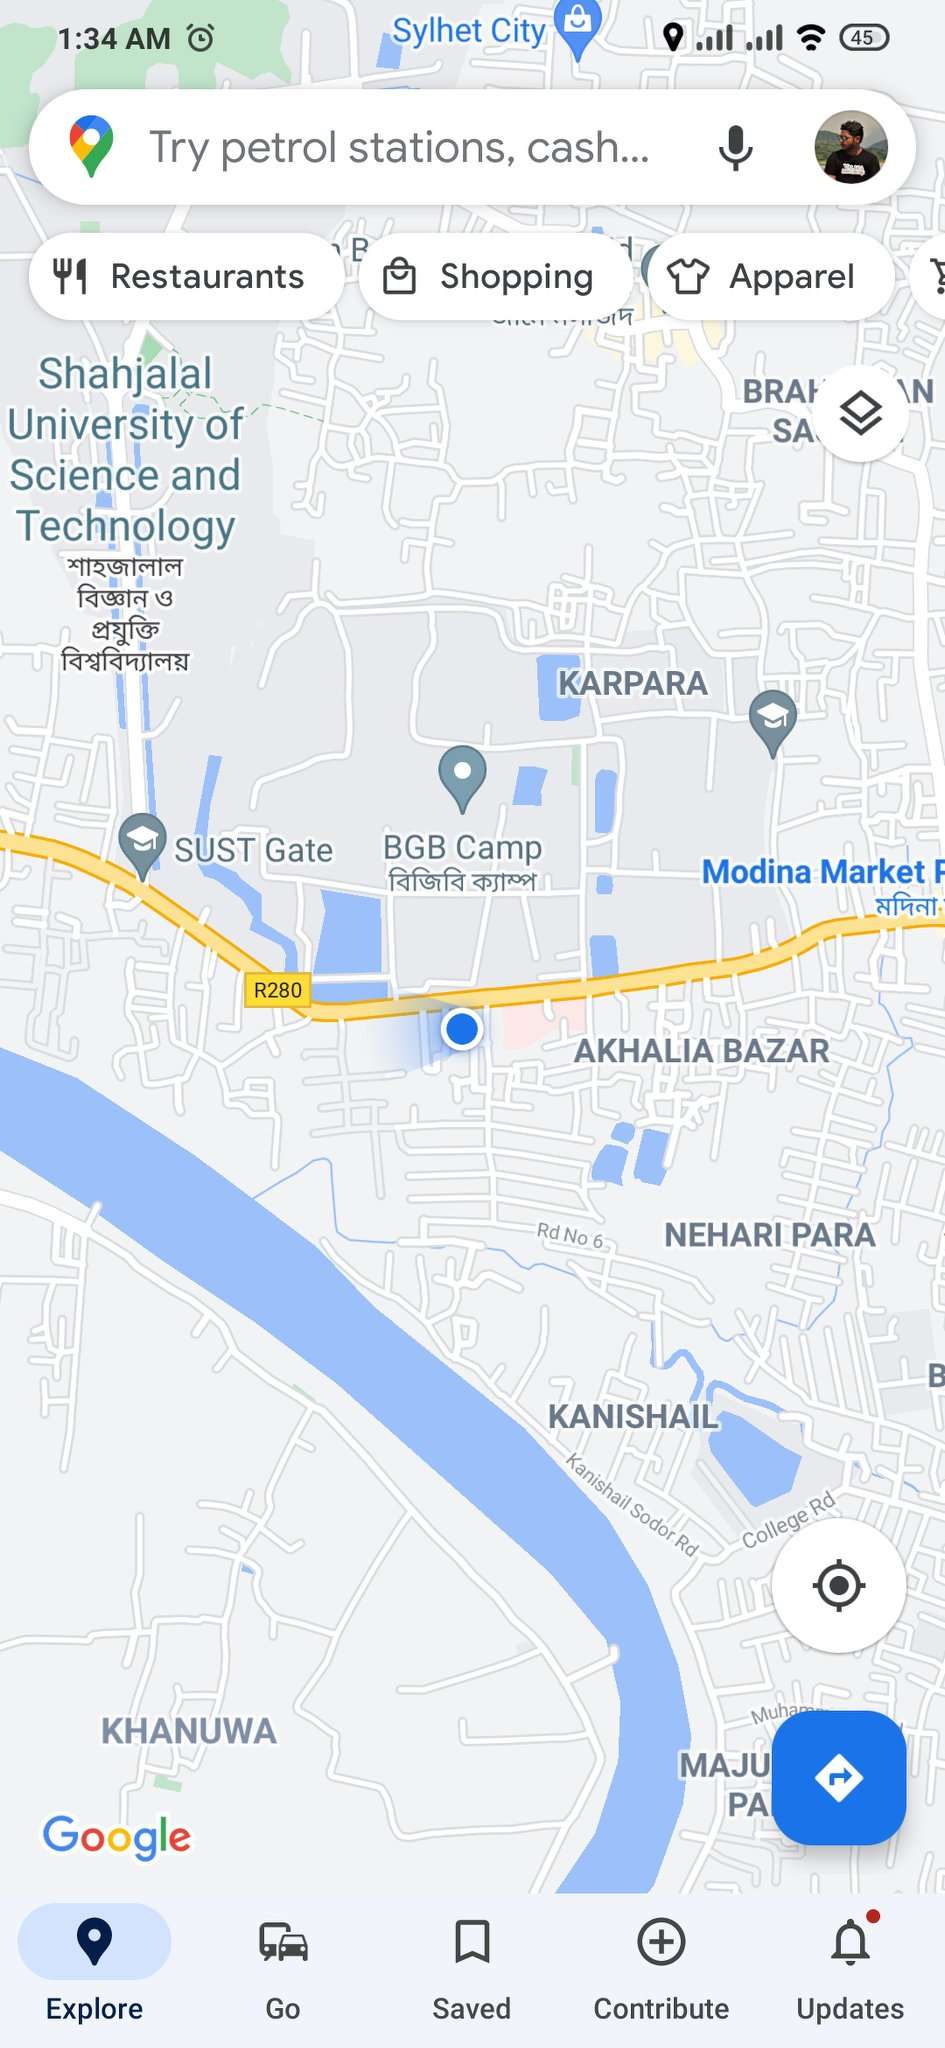 1:34 AM
45
Sylhet City
Try petrol stations, cash...
Restaurants
Shopping
Apparel
Shahjalal
University of
Science and
Technology
শাহজালাল
বিজ্ঞান ও
প্রযুক্তি
বিশ্ববিদ্যালয়
KARPARA
SUST Gate
BGB Camp
বিজিবি ক্যাম্প
Modina Market
মদিনা
R280
AKHALIA BAZAR
Rd No 6
NEHARI PARA
KANISHAIL
Kanishail Sodor Rd
College Rd
KHANUWA
Google
Explore
Go
Saved
Contribute
Updates